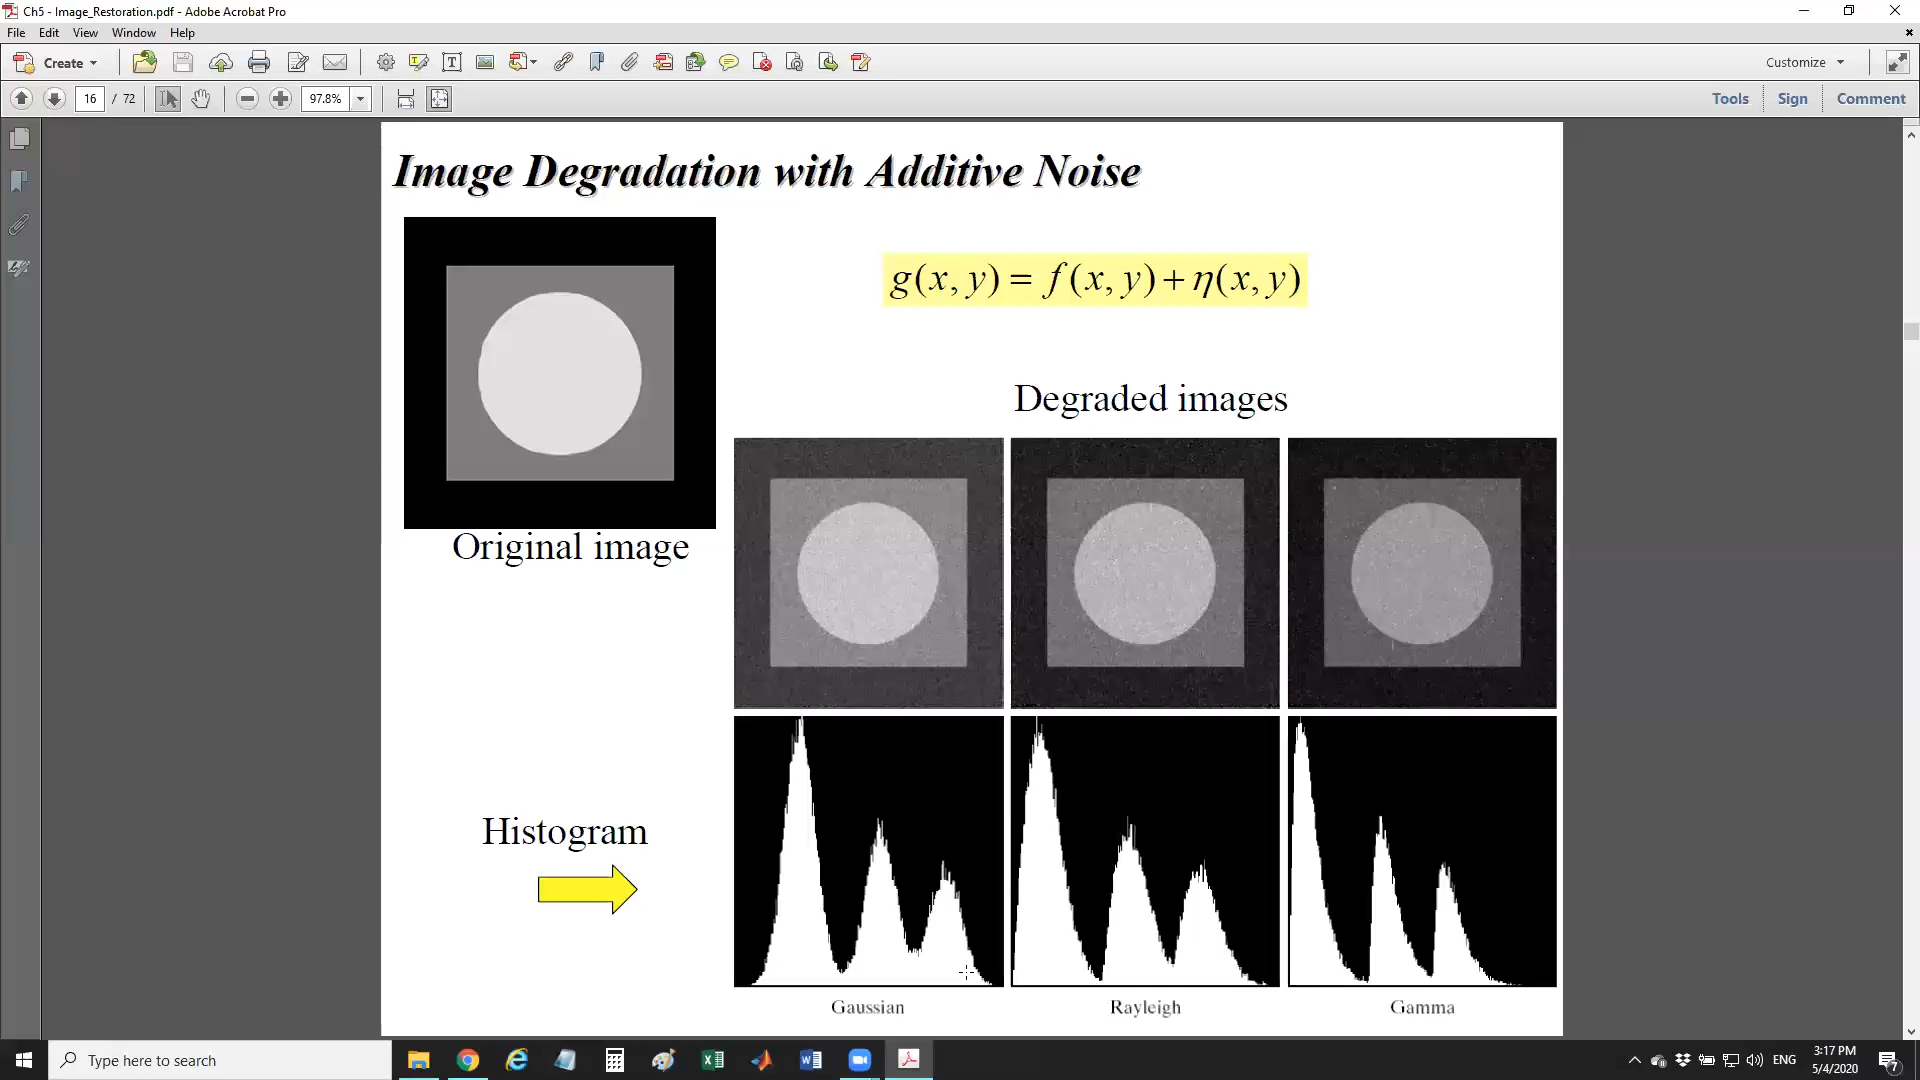 Ch5 - Image_Restoration.pdf - Adobe Acrobat Pro
File Edit View Window Help
Create
Customize
16 / 72
97.8%
Tools Sign Comment
Image Degradation with Additive Noise
g(x, y) = f(x, y) + η(x, y)
Degraded images
Original image
Histogram
Gaussian Rayleigh Gamma
Type here to search
ENG
3:17 PM
5/4/2020
7